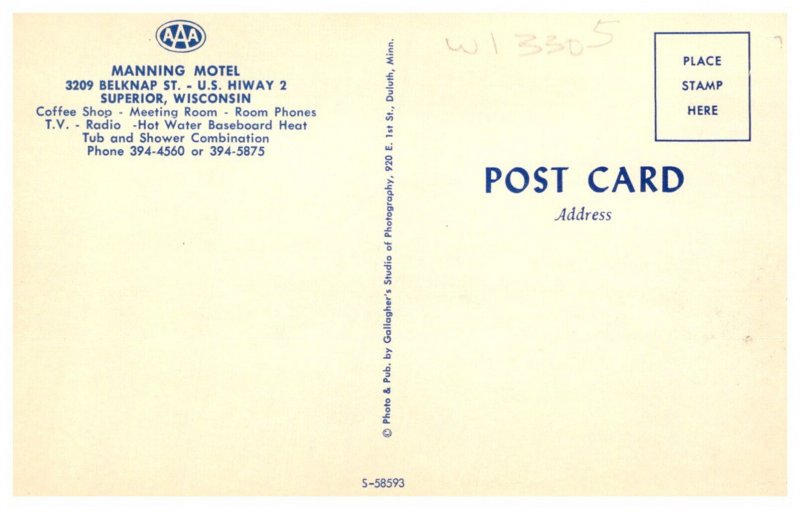 AAA
MANNING MOTEL
3209 BELKNAP ST. - U.S. HIWAY 2
SUPERIOR, WISCONSIN
Coffee Shop - Meeting Room - Room Phones
T.V. - Radio -Hot Water Baseboard Heat
Tub and Shower Combination
Phone 394-4560 or 394-5875
© Photo & Pub. by Gallagher's Studio of Photography, 920 E. 1st St., Duluth, Minn.
S-58593
W1 3305
PLACE
STAMP
HERE
POST CARD
Address